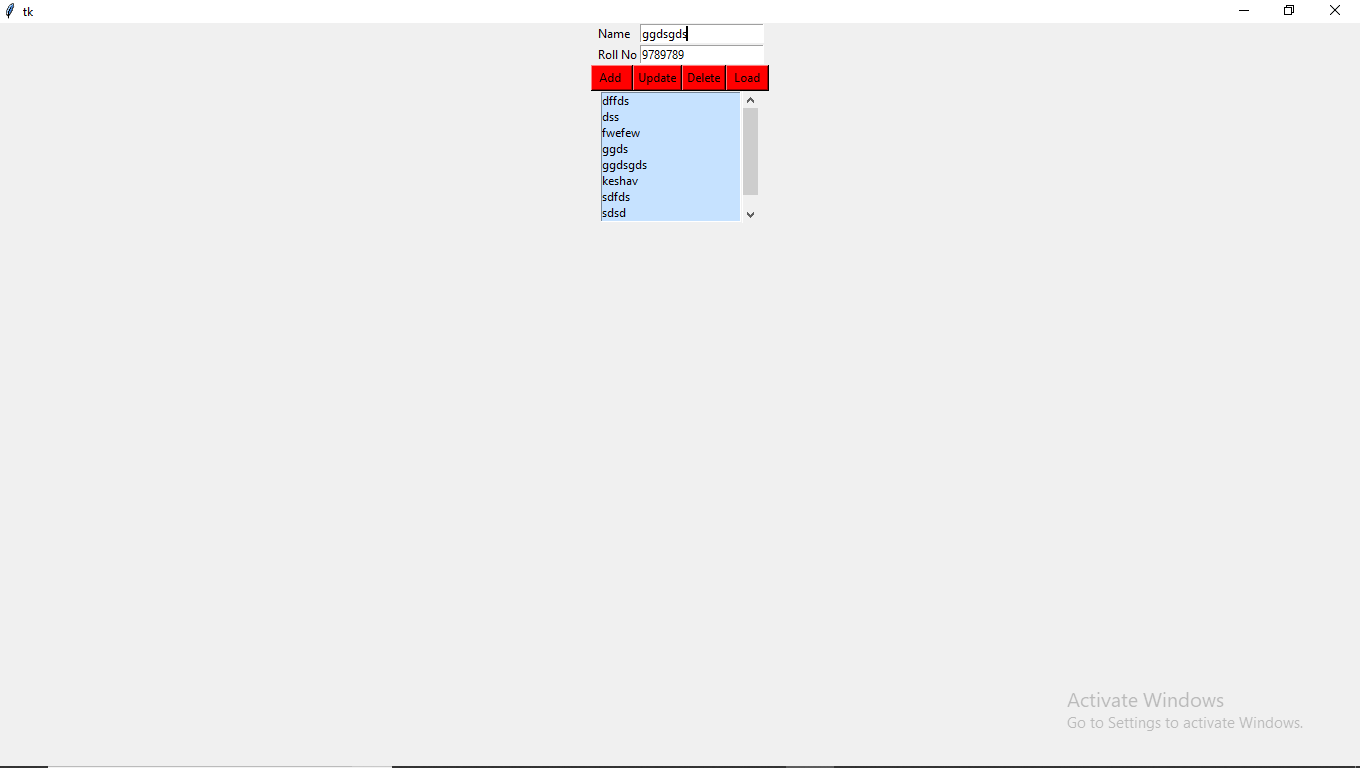 tk
Name ggdsgds
Roll No 9789789
Add Update Delete Load
dffds
dss
fwefew
ggds
ggdsgds
keshav
sdfds
sdsd
Activate Windows
Go to Settings to activate Windows.